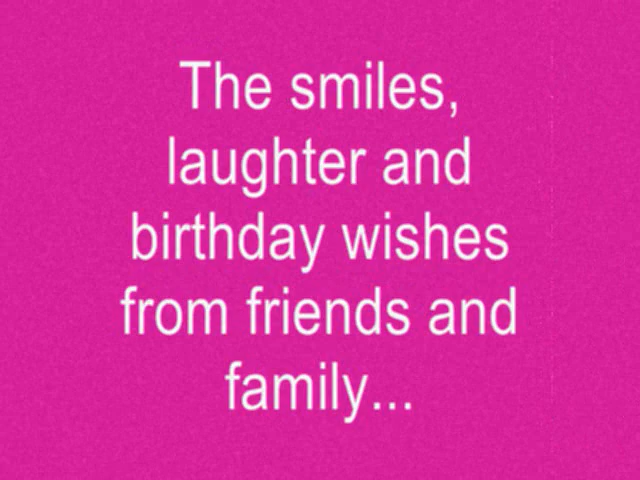 The smiles,
laughter and
birthday wishes
from friends and
family...